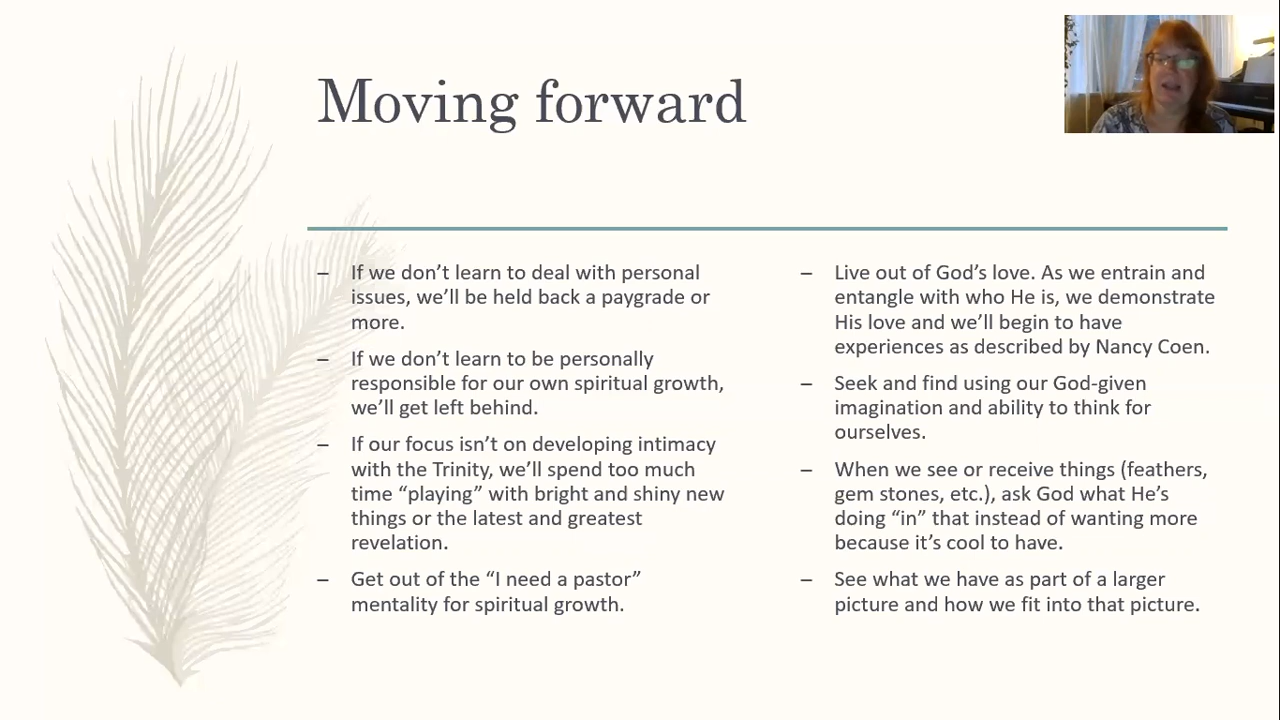 Moving forward
– If we don’t learn to deal with personal
issues, we’ll be held back a paygrade or
more.
– If we don’t learn to be personally
responsible for our own spiritual growth,
we’ll get left behind.
– If our focus isn’t on developing intimacy
with the Trinity, we’ll spend too much
time “playing” with bright and shiny new
things or the latest and greatest
revelation.
– Get out of the “I need a pastor”
mentality for spiritual growth.
– Live out of God’s love. As we entrain and
entangle with who He is, we demonstrate
His love and we’ll begin to have
experiences as described by Nancy Coen.
– Seek and find using our God-given
imagination and ability to think for
ourselves.
– When we see or receive things (feathers,
gem stones, etc.), ask God what He’s
doing “in” that instead of wanting more
because it’s cool to have.
– See what we have as part of a larger
picture and how we fit into that picture.